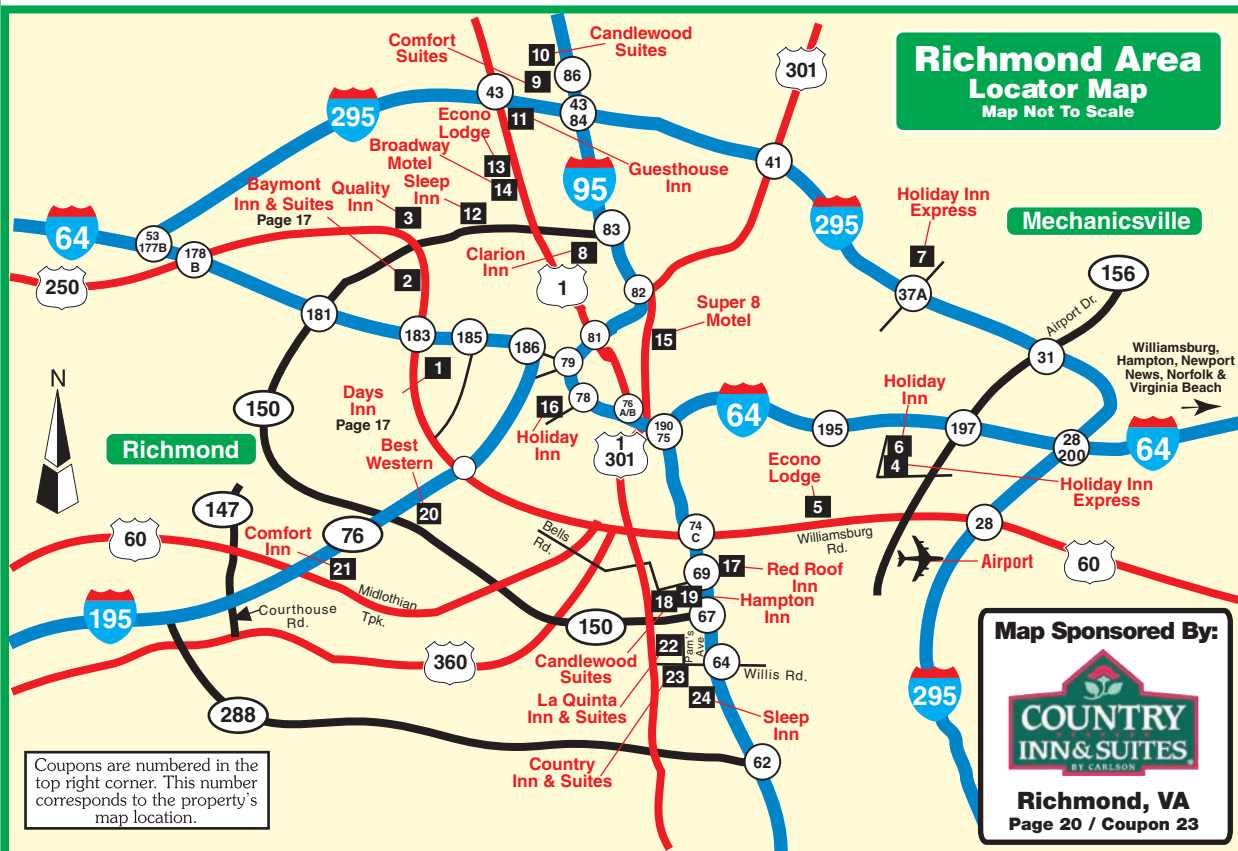 Richmond Area
Locator Map
Map Not To Scale
Comfort
Suites
10
Candlewood
Suites
9
86
301
43
43
84
295
Econo
Lodge
11
Broadway
Motel
13
Guesthouse
Inn
41
Sleep
Inn
14
95
Baymont
Inn & Suites
Page 17
Quality
Inn
3
12
Holiday Inn
Express
295
Mechanicsville
64
53
177B
178
B
83
Clarion
Inn
8
7
250
2
1
82
37A
156
Airport Dr.
181
Super 8
Motel
15
183
185
186
81
79
31
Williamsburg,
Hampton, Newport
News, Norfolk &
Virginia Beach
N
1
Days
Inn
Page 17
150
16
78
76
A/B
Holiday
Inn
190
75
64
195
Holiday
Inn
197
6
4
28
200
64
Richmond
Best
Western
Holiday
Inn
1
301
Econo
Lodge
5
Holiday Inn
Express
147
20
60
76
Comfort
Inn
21
Bells
Rd.
74
C
Williamsburg
Rd.
28
60
Airport
69
17
Red Roof
Inn
Midlothian
Tpk.
195
Courthouse
Rd.
18
19
Hampton
Inn
150
67
360
Candlewood
Suites
22
Pam's
Ave
64
Willis Rd.
La Quinta
Inn & Suites
23
24
Sleep
Inn
288
Country
Inn & Suites
62
295
Coupons are numbered in the
top right corner. This number
corresponds to the property's
map location.
Map Sponsored By:
COUNTRY
INN & SUITES
BY CARLSON
Richmond, VA
Page 20 / Coupon 23